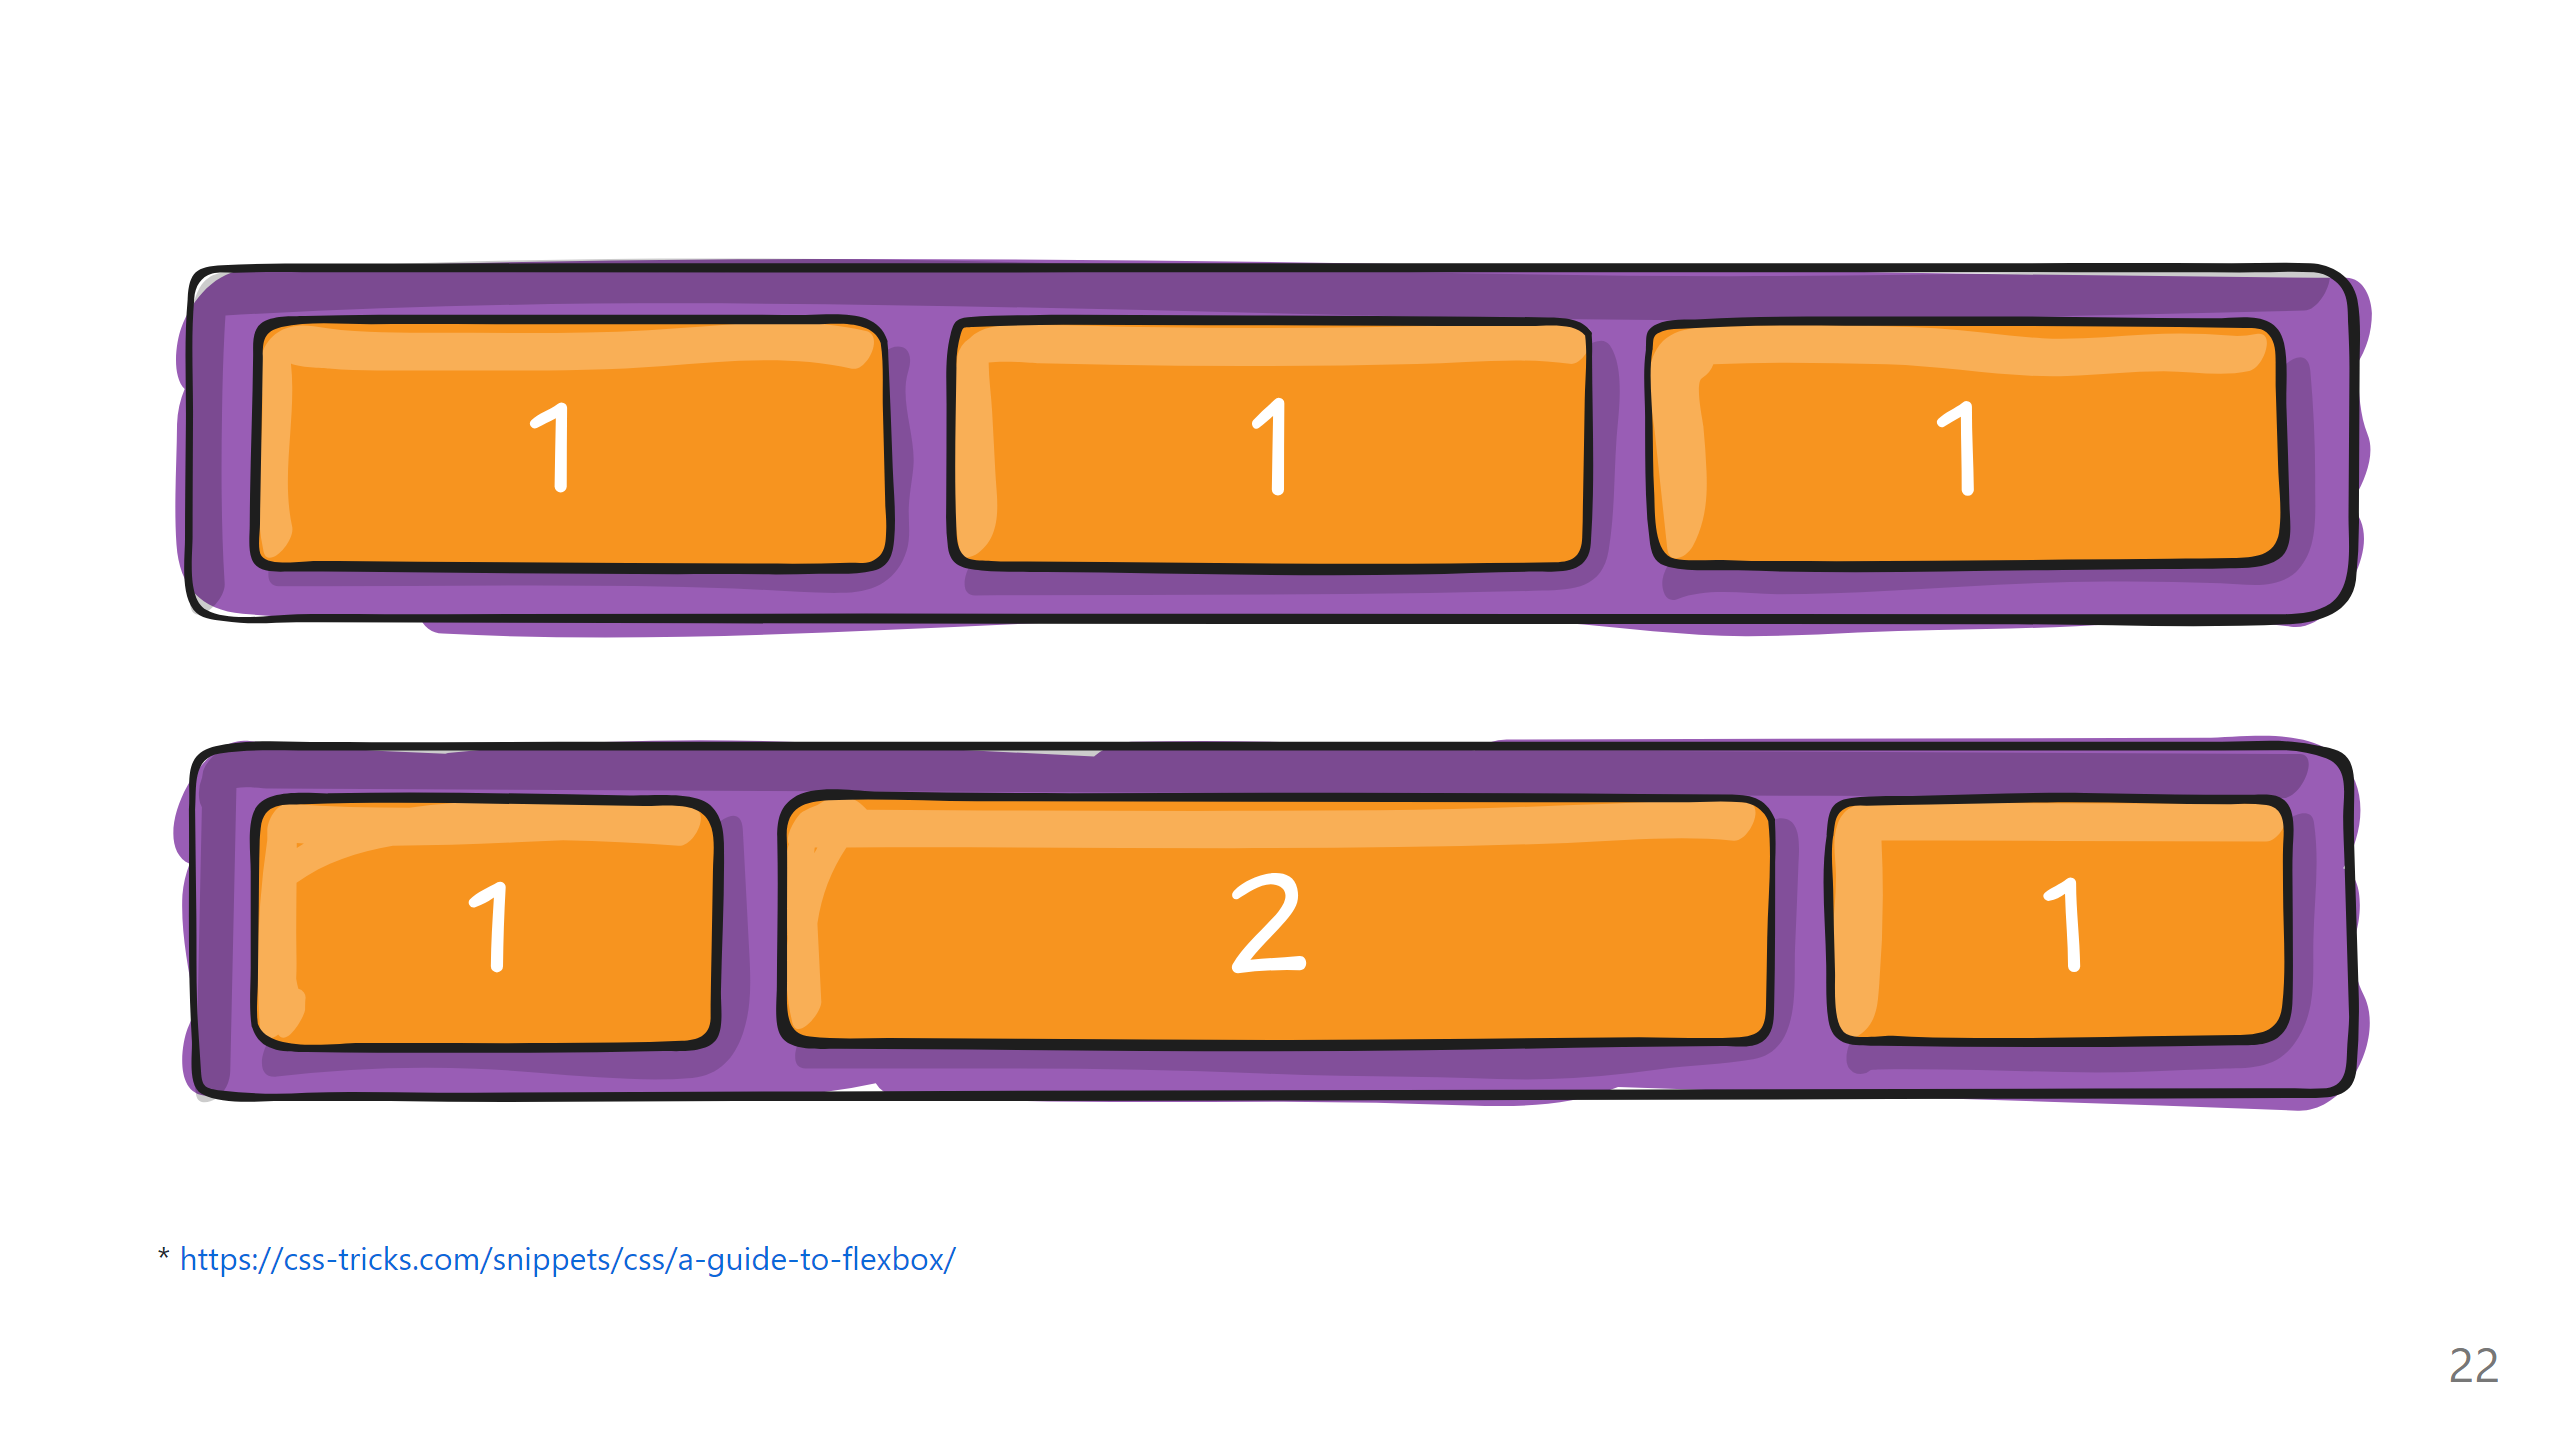 1 1 1
1 2 1
* https://css-tricks.com/snippets/css/a-guide-to-flexbox/
22